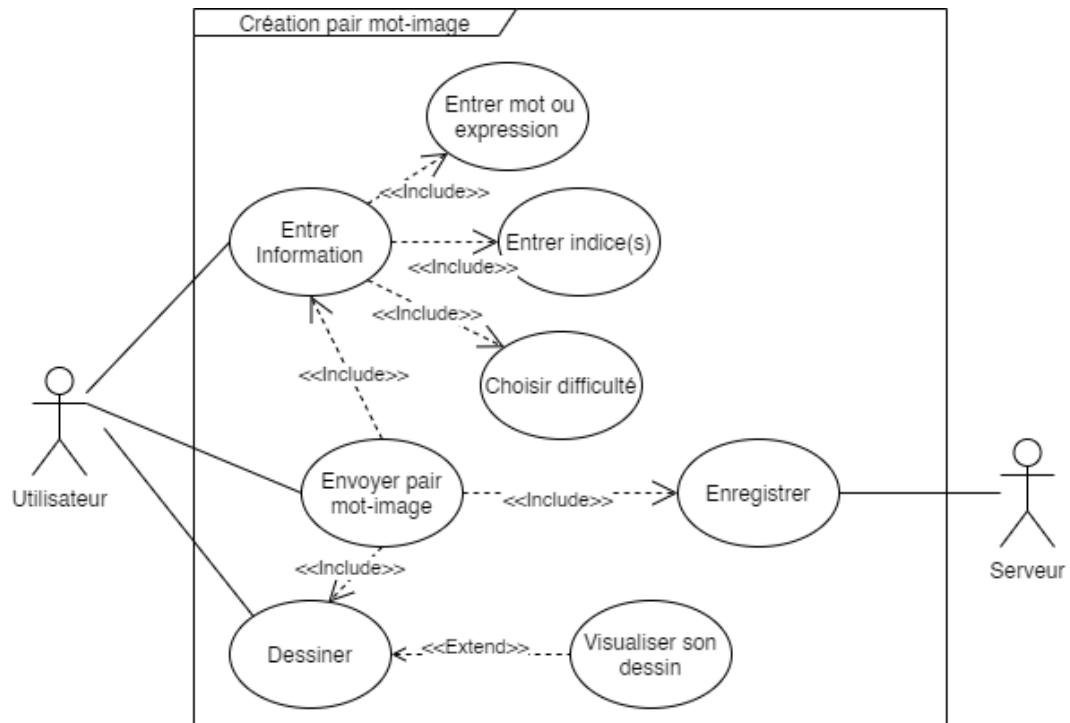 Création pair mot-image
Entrer mot ou
expression
<<Include>>
Entrer
Information
Entrer indice(s)
<<Include>>
<<Include>>
<<Include>>
Choisir difficulté
Utilisateur
Envoyer pair
mot-image
<<Include>>
Enregistrer
Serveur
<<Include>>
Dessiner
<<Extend>>
Visualiser son
dessin